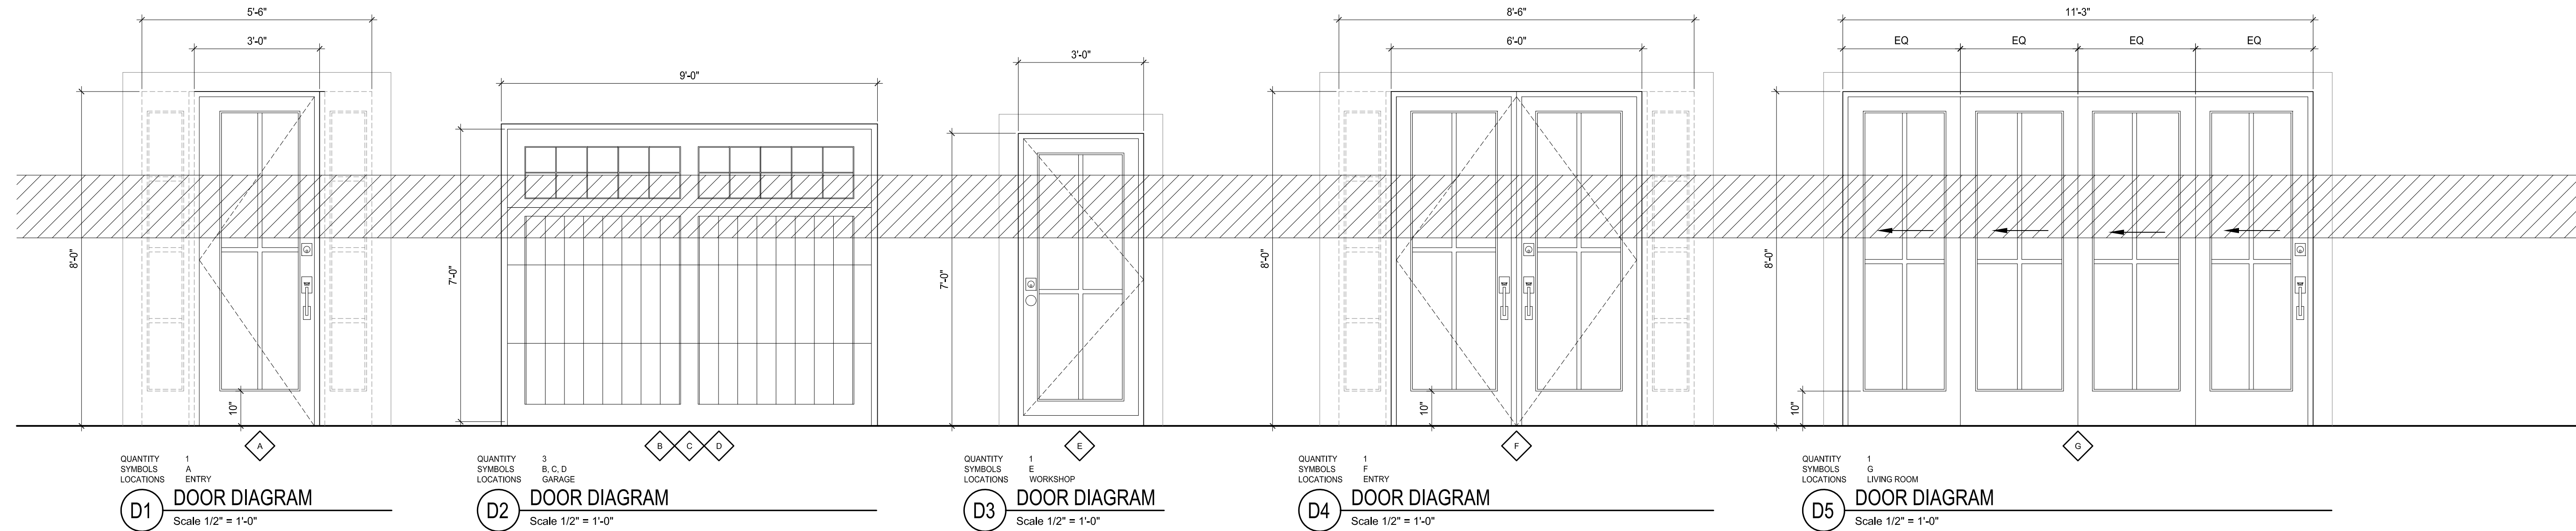 5'-6"
3'-0"
8'-0"
10"
A
QUANTITY 1
SYMBOLS A
LOCATIONS ENTRY
D1 DOOR DIAGRAM
Scale 1/2" = 1'-0"
9'-0"
7'-0"
B C D
QUANTITY 3
SYMBOLS B, C, D
LOCATIONS GARAGE
D2 DOOR DIAGRAM
Scale 1/2" = 1'-0"
3'-0"
7'-0"
E
QUANTITY 1
SYMBOLS E
LOCATIONS WORKSHOP
D3 DOOR DIAGRAM
Scale 1/2" = 1'-0"
8'-6"
6'-0"
8'-0"
10"
F
QUANTITY 1
SYMBOLS F
LOCATIONS ENTRY
D4 DOOR DIAGRAM
Scale 1/2" = 1'-0"
11'-3"
EQ EQ EQ EQ
8'-0"
10"
G
QUANTITY 1
SYMBOLS G
LOCATIONS LIVING ROOM
D5 DOOR DIAGRAM
Scale 1/2" = 1'-0"